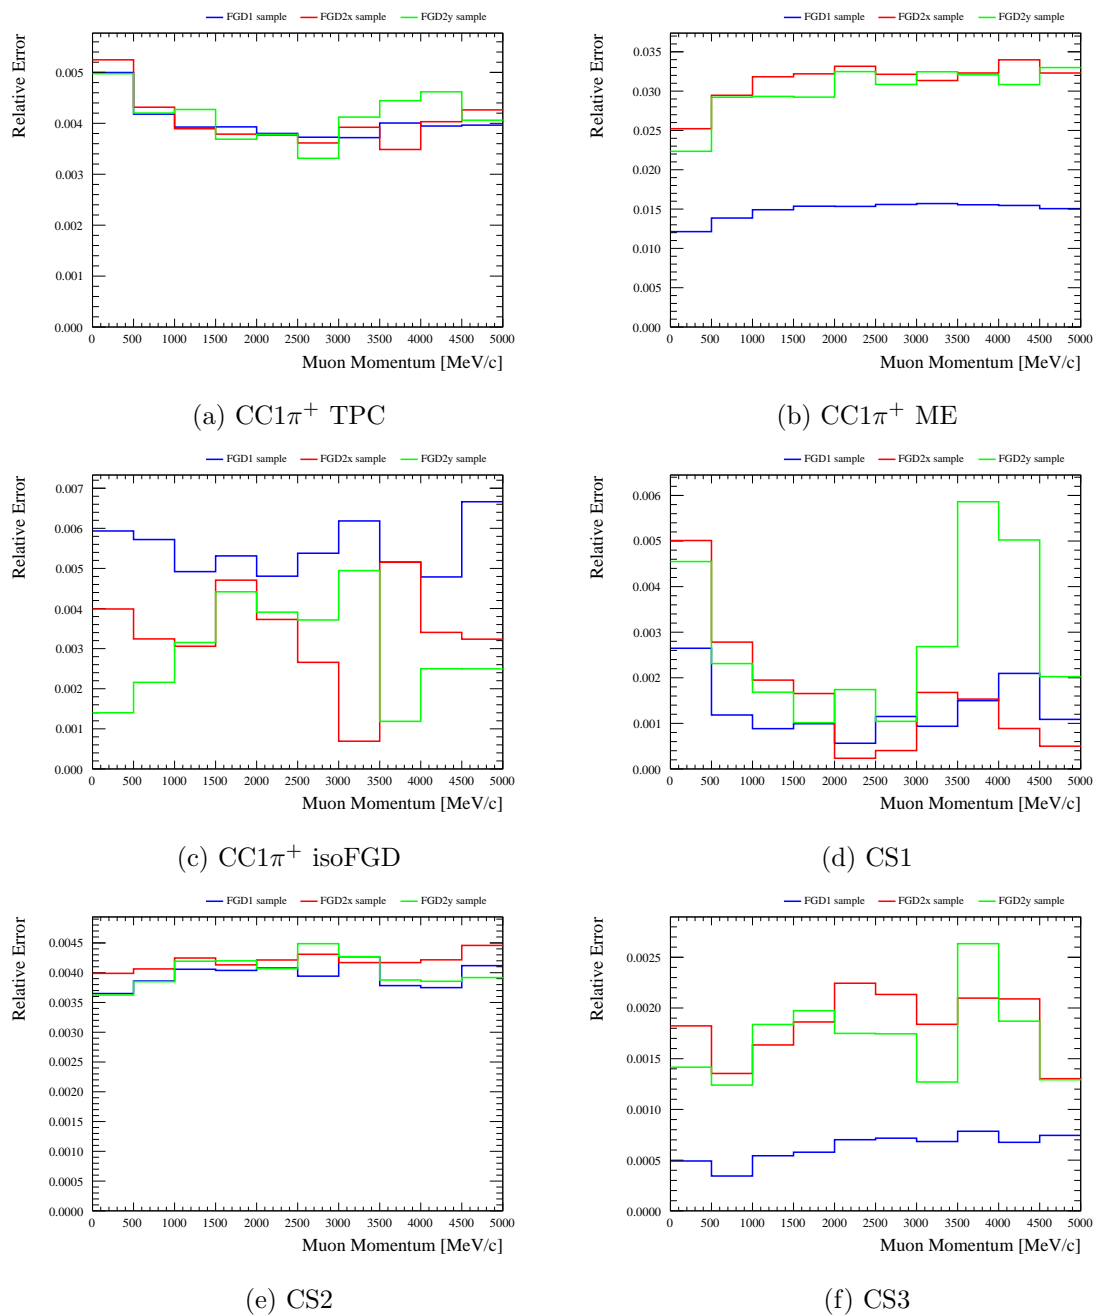 FGD1 sample FGD2x sample FGD2y sample
Relative Error
0.005
0.004
0.003
0.002
0.001
0.000
0 500 1000 1500 2000 2500 3000 3500 4000 4500 5000
Muon Momentum [MeV/c]
(a) CC1π+ TPC
FGD1 sample FGD2x sample FGD2y sample
Relative Error
0.035
0.030
0.025
0.020
0.015
0.010
0.005
0.000
0 500 1000 1500 2000 2500 3000 3500 4000 4500 5000
Muon Momentum [MeV/c]
(b) CC1π+ ME
FGD1 sample FGD2x sample FGD2y sample
Relative Error
0.007
0.006
0.005
0.004
0.003
0.002
0.001
0.000
0 500 1000 1500 2000 2500 3000 3500 4000 4500 5000
Muon Momentum [MeV/c]
(c) CC1π+ isoFGD
FGD1 sample FGD2x sample FGD2y sample
Relative Error
0.006
0.005
0.004
0.003
0.002
0.001
0.000
0 500 1000 1500 2000 2500 3000 3500 4000 4500 5000
Muon Momentum [MeV/c]
(d) CS1
FGD1 sample FGD2x sample FGD2y sample
Relative Error
0.0045
0.0040
0.0035
0.0030
0.0025
0.0020
0.0015
0.0010
0.0005
0.0000
0 500 1000 1500 2000 2500 3000 3500 4000 4500 5000
Muon Momentum [MeV/c]
(e) CS2
FGD1 sample FGD2x sample FGD2y sample
Relative Error
0.0025
0.0020
0.0015
0.0010
0.0005
0.0000
0 500 1000 1500 2000 2500 3000 3500 4000 4500 5000
Muon Momentum [MeV/c]
(f) CS3